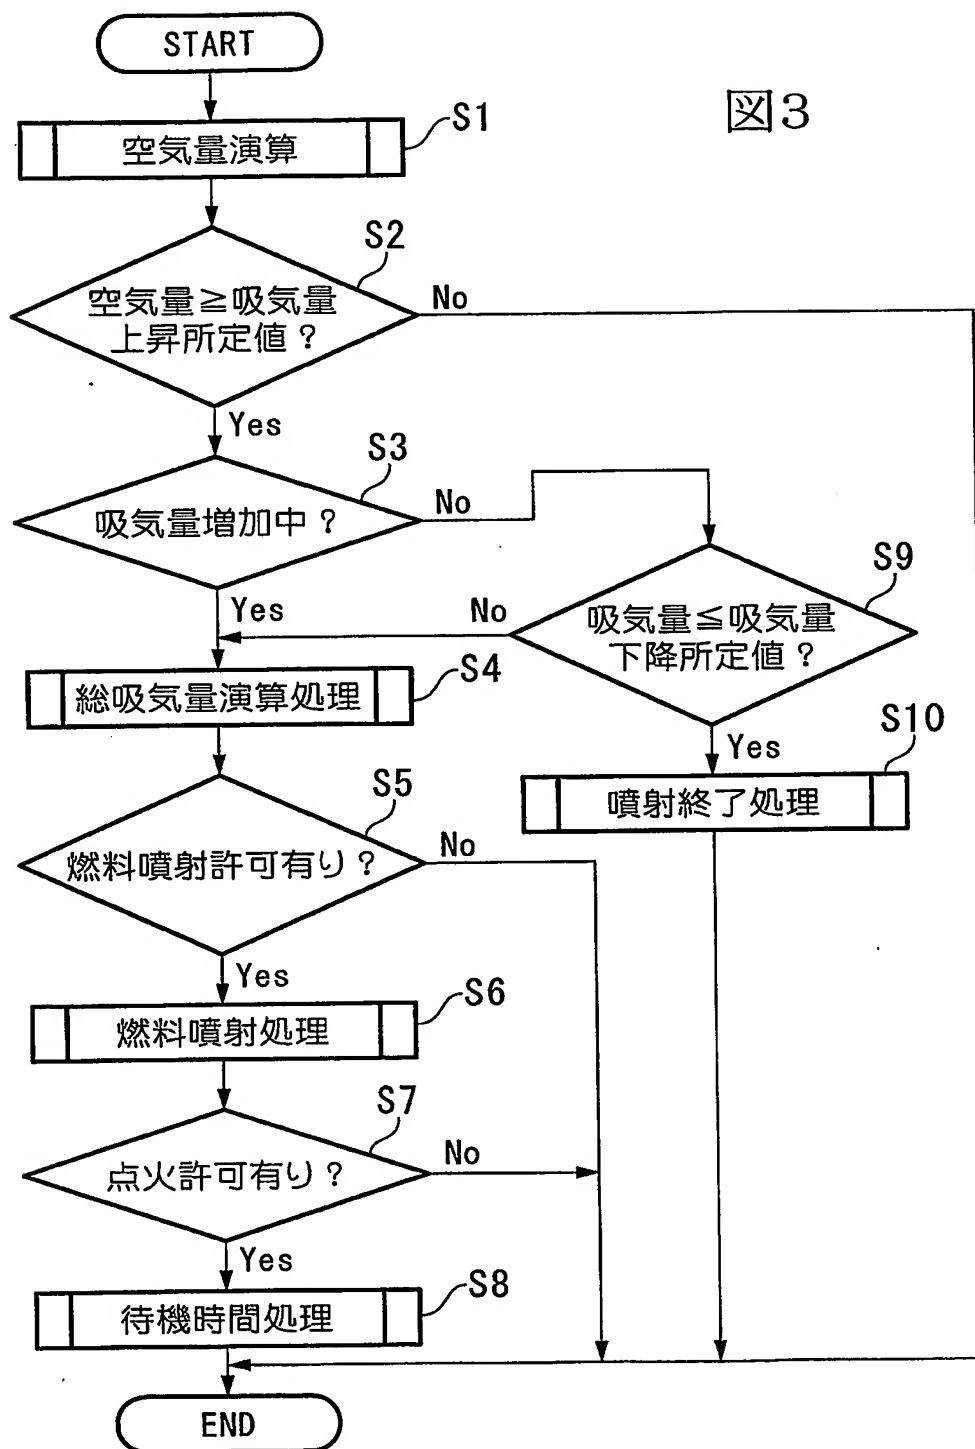 START
図3
S1
空気量演算
S2
空気量≧吸気量
上昇所定値？
No
Yes
S3
吸気量増加中？
No
Yes
S9
吸気量≦吸気量
下降所定値？
No
Yes
S4
総吸気量演算処理
S10
噴射終了処理
S5
燃料噴射許可有り？
No
Yes
S6
燃料噴射処理
S7
点火許可有り？
No
Yes
S8
待機時間処理
END